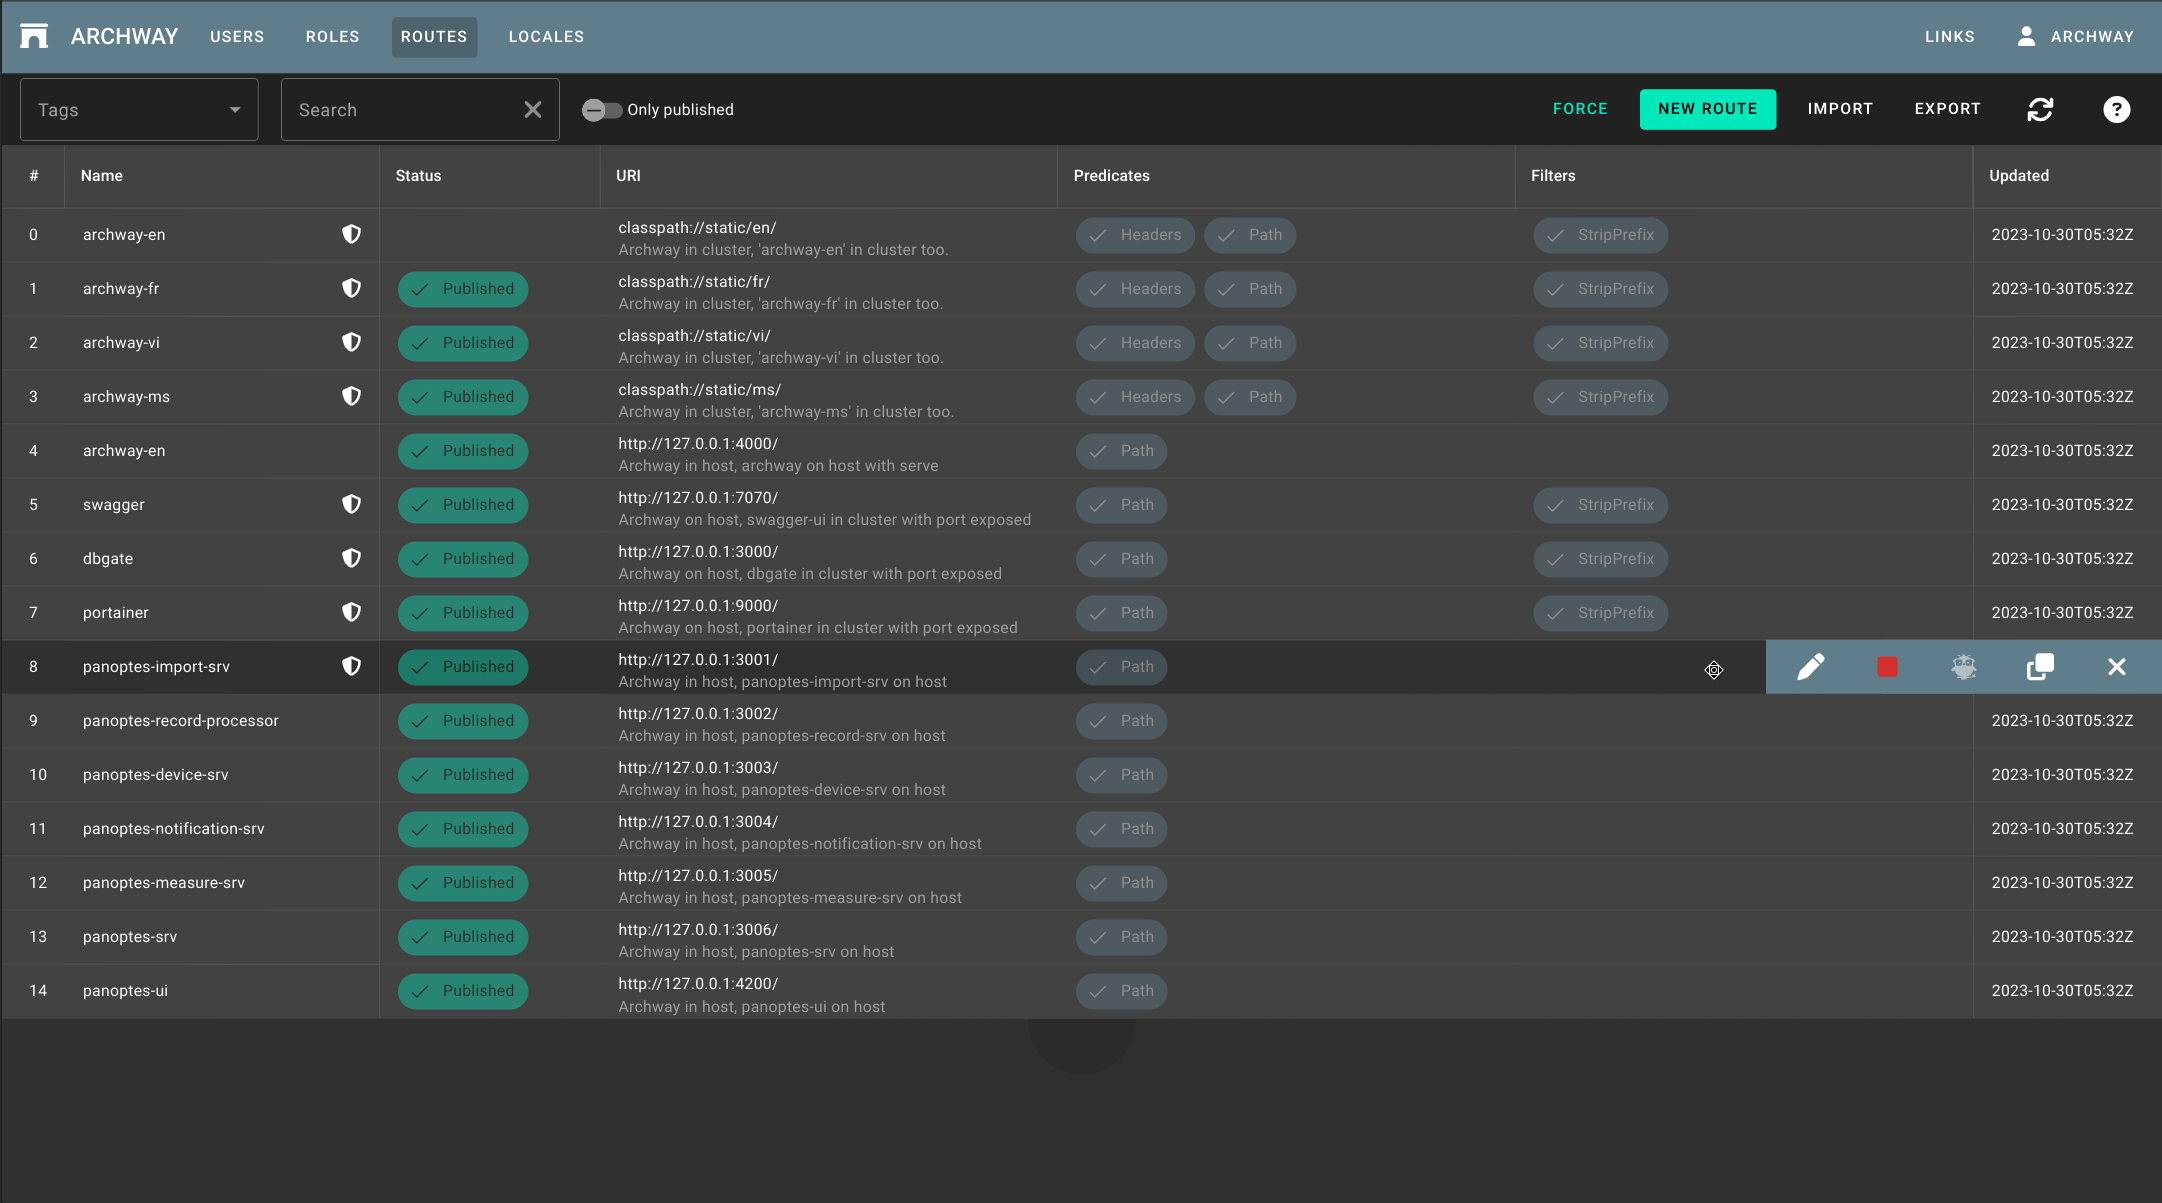 ARCHWAY USERS ROLES ROUTES LOCALES LINKS ARCHWAY
Tags Search Only published FORCE NEW ROUTE IMPORT EXPORT ?
# Name Status URI Predicates Filters Updated
0 archway-en classpath://static/en/ Headers Path StripPrefix 2023-10-30T05:32Z
Archway in cluster, 'archway-en' in cluster too.
1 archway-fr Published classpath://static/fr/ Headers Path StripPrefix 2023-10-30T05:32Z
Archway in cluster, 'archway-fr' in cluster too.
2 archway-vi Published classpath://static/vi/ Headers Path StripPrefix 2023-10-30T05:32Z
Archway in cluster, 'archway-vi' in cluster too.
3 archway-ms Published classpath://static/ms/ Headers Path StripPrefix 2023-10-30T05:32Z
Archway in cluster, 'archway-ms' in cluster too.
4 archway-en Published http://127.0.0.1:4000/ Path 2023-10-30T05:32Z
Archway in host, archway on host with serve
5 swagger Published http://127.0.0.1:7070/ Path StripPrefix 2023-10-30T05:32Z
Archway on host, swagger-ui in cluster with port exposed
6 dbgate Published http://127.0.0.1:3000/ Path StripPrefix 2023-10-30T05:32Z
Archway on host, dbgate in cluster with port exposed
7 portainer Published http://127.0.0.1:9000/ Path StripPrefix 2023-10-30T05:32Z
Archway on host, portainer in cluster with port exposed
8 panoptes-import-srv Published http://127.0.0.1:3001/ Path
Archway in host, panoptes-import-srv on host
9 panoptes-record-processor Published http://127.0.0.1:3002/ Path 2023-10-30T05:32Z
Archway in host, panoptes-record-srv on host
10 panoptes-device-srv Published http://127.0.0.1:3003/ Path 2023-10-30T05:32Z
Archway in host, panoptes-device-srv on host
11 panoptes-notification-srv Published http://127.0.0.1:3004/ Path 2023-10-30T05:32Z
Archway in host, panoptes-notification-srv on host
12 panoptes-measure-srv Published http://127.0.0.1:3005/ Path 2023-10-30T05:32Z
Archway in host, panoptes-measure-srv on host
13 panoptes-srv Published http://127.0.0.1:3006/ Path 2023-10-30T05:32Z
Archway in host, panoptes-srv on host
14 panoptes-ui Published http://127.0.0.1:4200/ Path 2023-10-30T05:32Z
Archway in host, panoptes-ui on host